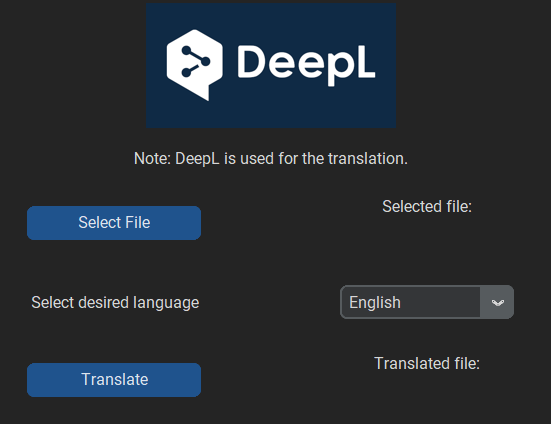 DeepL
Note: DeepL is used for the translation.
Select File
Selected file:
Select desired language
English
Translate
Translated file: